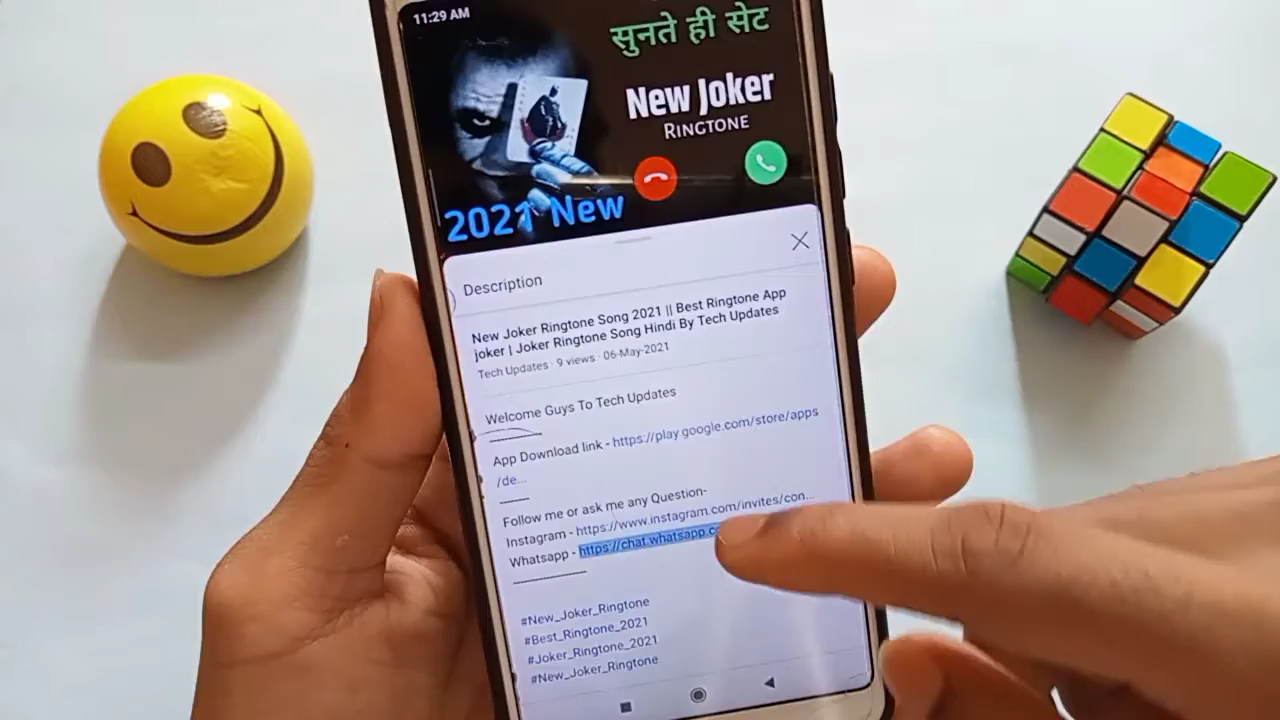 11:29 AM
सुनते ही सेट
New Joker
RINGTONE
2021 New
Description
New Joker Ringtone Song 2021 || Best Ringtone App
joker | Joker Ringtone Song Hindi By Tech Updates
Tech Updates · 9 views · 06-May-2021
Welcome Guys To Tech Updates
App Download link - https://play.google.com/store/apps
/de...
Follow me or ask me any Question-
Instagram - https://www.instagram.com/invites/con...
Whatsapp - https://chat.whatsapp.c
#New_Joker_Ringtone
#Best_Ringtone_2021
#Joker_Ringtone_2021
#New_Joker_Ringtone